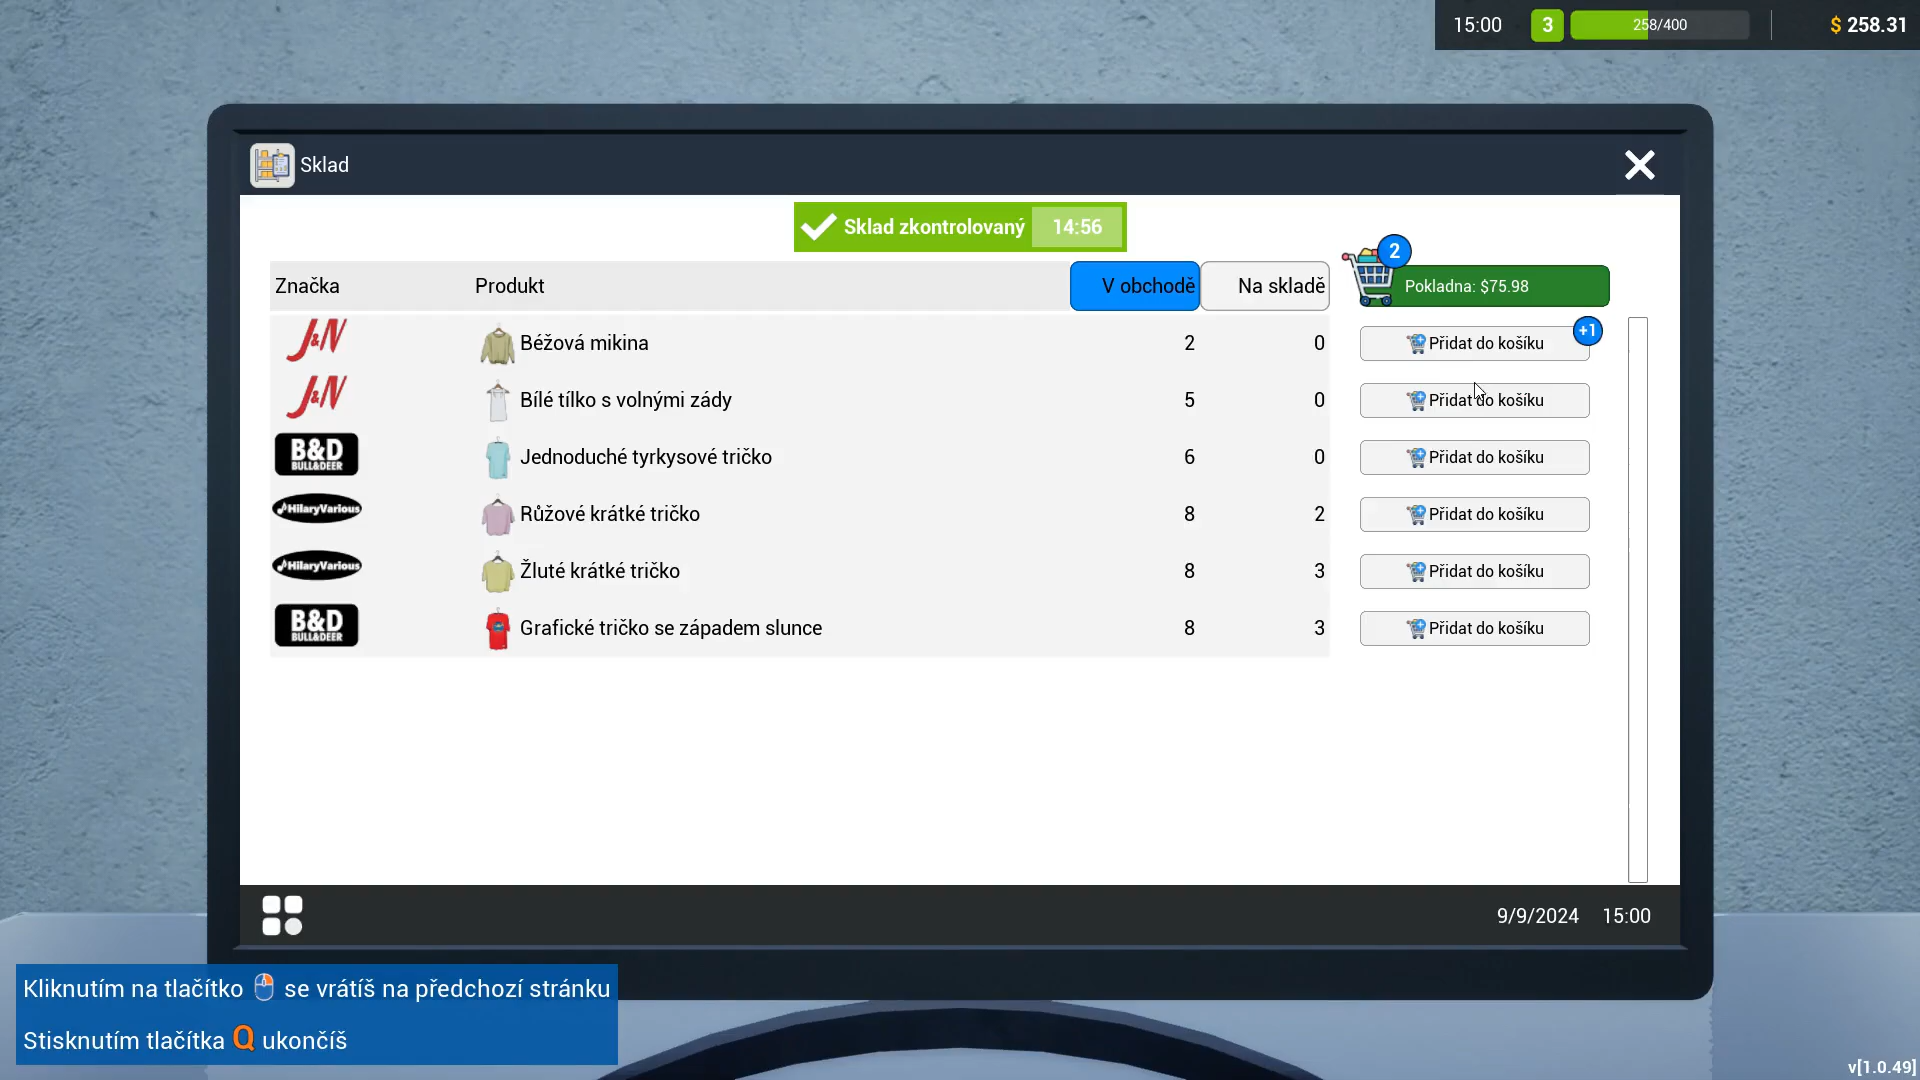 15:00 3 258/400 $ 258.31
Sklad
Sklad zkontrolovaný 14:56
2
Značka Produkt V obchodě Na skladě Pokladna: $75.98
+1
J&N Béžová mikina 2 0 Přidat do košíku
J&N Bílé tílko s volnými zády 5 0 Přidat do košíku
B&D BULL&DEER Jednoduché tyrkysové tričko 6 0 Přidat do košíku
HilaryVarious Růžové krátké tričko 8 2 Přidat do košíku
HilaryVarious Žluté krátké tričko 8 3 Přidat do košíku
B&D BULL&DEER Grafické tričko se západem slunce 8 3 Přidat do košíku
9/9/2024 15:00
Kliknutím na tlačítko se vrátíš na předchozí stránku
Stisknutím tlačítka Q ukončíš
v[1.0.49]